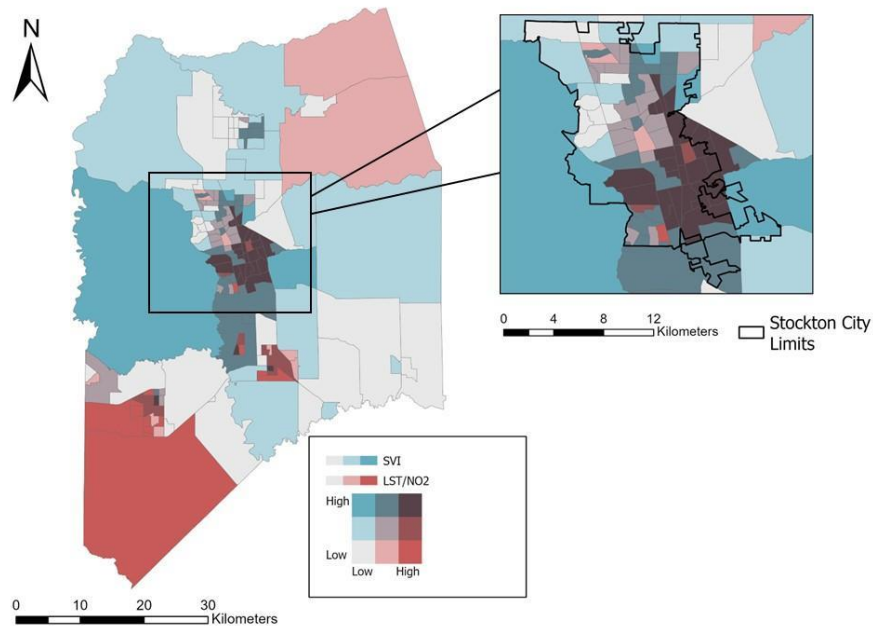 N
0 4 8 12
Kilometers
Stockton City
Limits
SVI
LST/NO2
High
Low
Low High
0 10 20 30
Kilometers